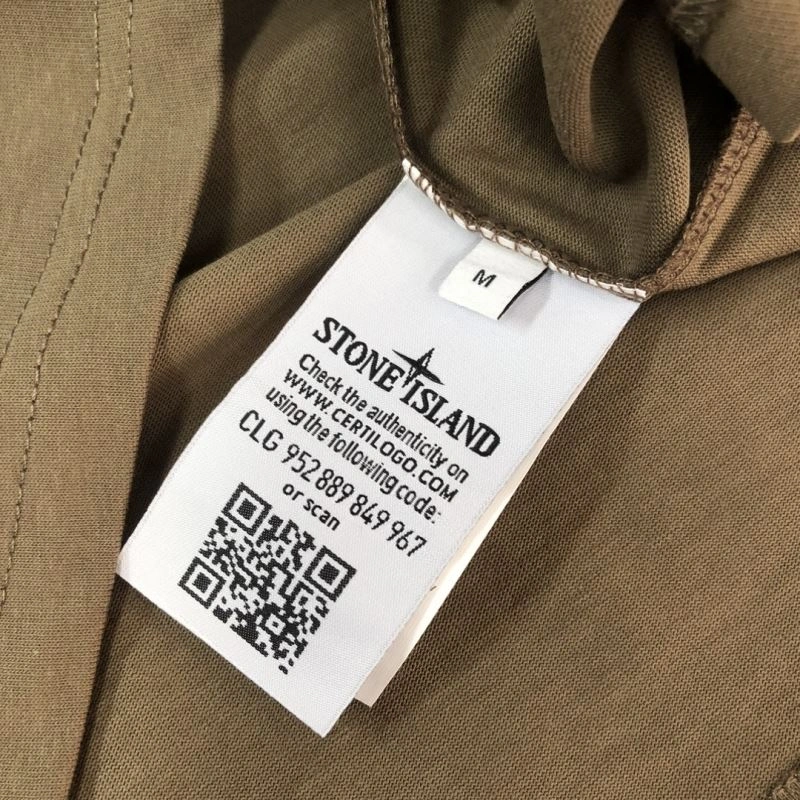 M
STONE ISLAND
Check the authenticity on
WWW.CERTILOGO.COM
using the following code:
CLG 952 889 849 967
or scan